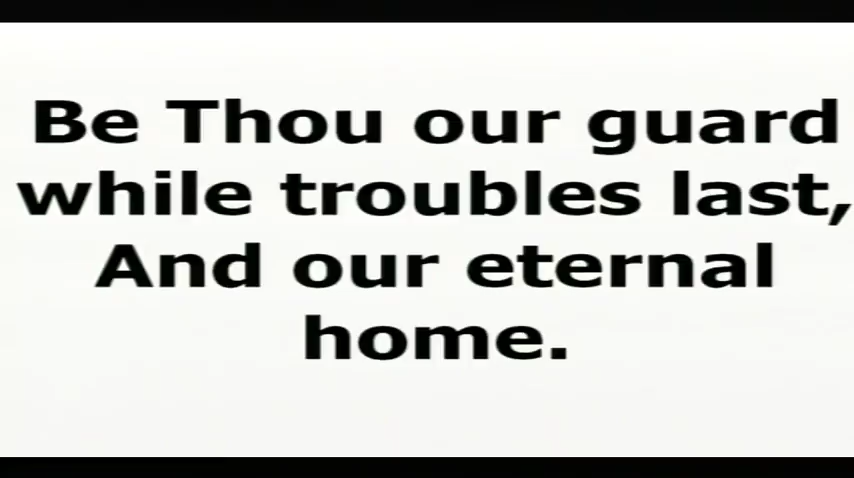 Be Thou our guard
while troubles last,
And our eternal
home.